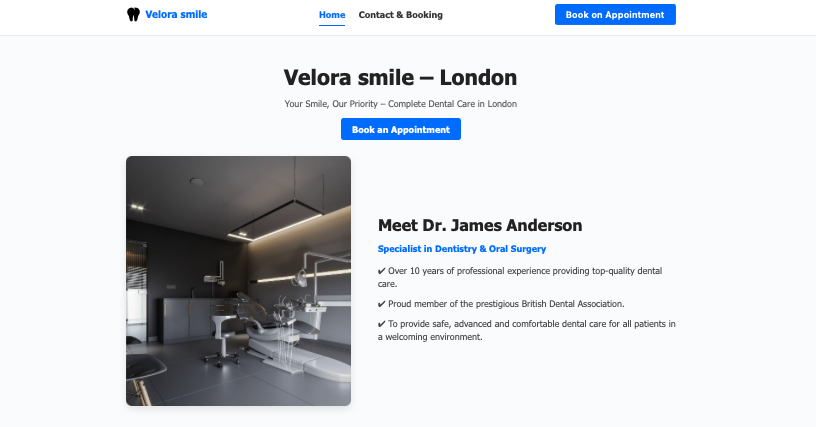 Velora smile
Home
Contact & Booking
Book on Appointment
Velora smile – London
Your Smile, Our Priority – Complete Dental Care in London
Book an Appointment
Meet Dr. James Anderson
Specialist in Dentistry & Oral Surgery
✔ Over 10 years of professional experience providing top-quality dental
care.
✔ Proud member of the prestigious British Dental Association.
✔ To provide safe, advanced and comfortable dental care for all patients in
a welcoming environment.